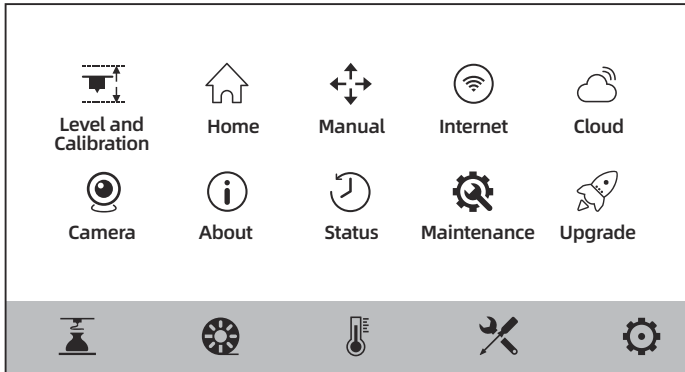 Level and
Calibration
Home
Manual
Internet
Cloud
Camera
About
Status
Maintenance
Upgrade